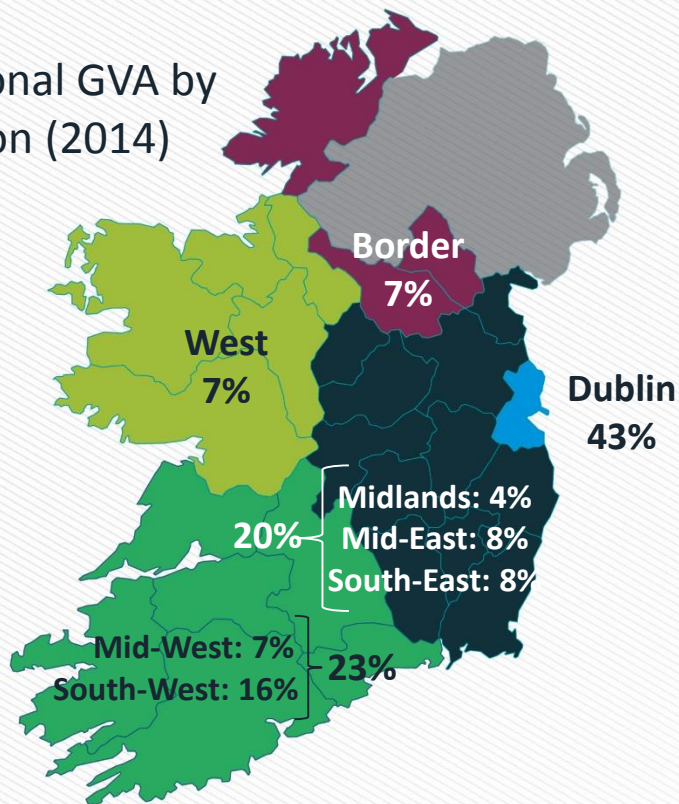 onal GVA by
on (2014)
Border
7%
West
7%
Dublin
43%
Midlands: 4%
20%
Mid-East: 8%
South-East: 8%
Mid-West: 7%
23%
South-West: 16%